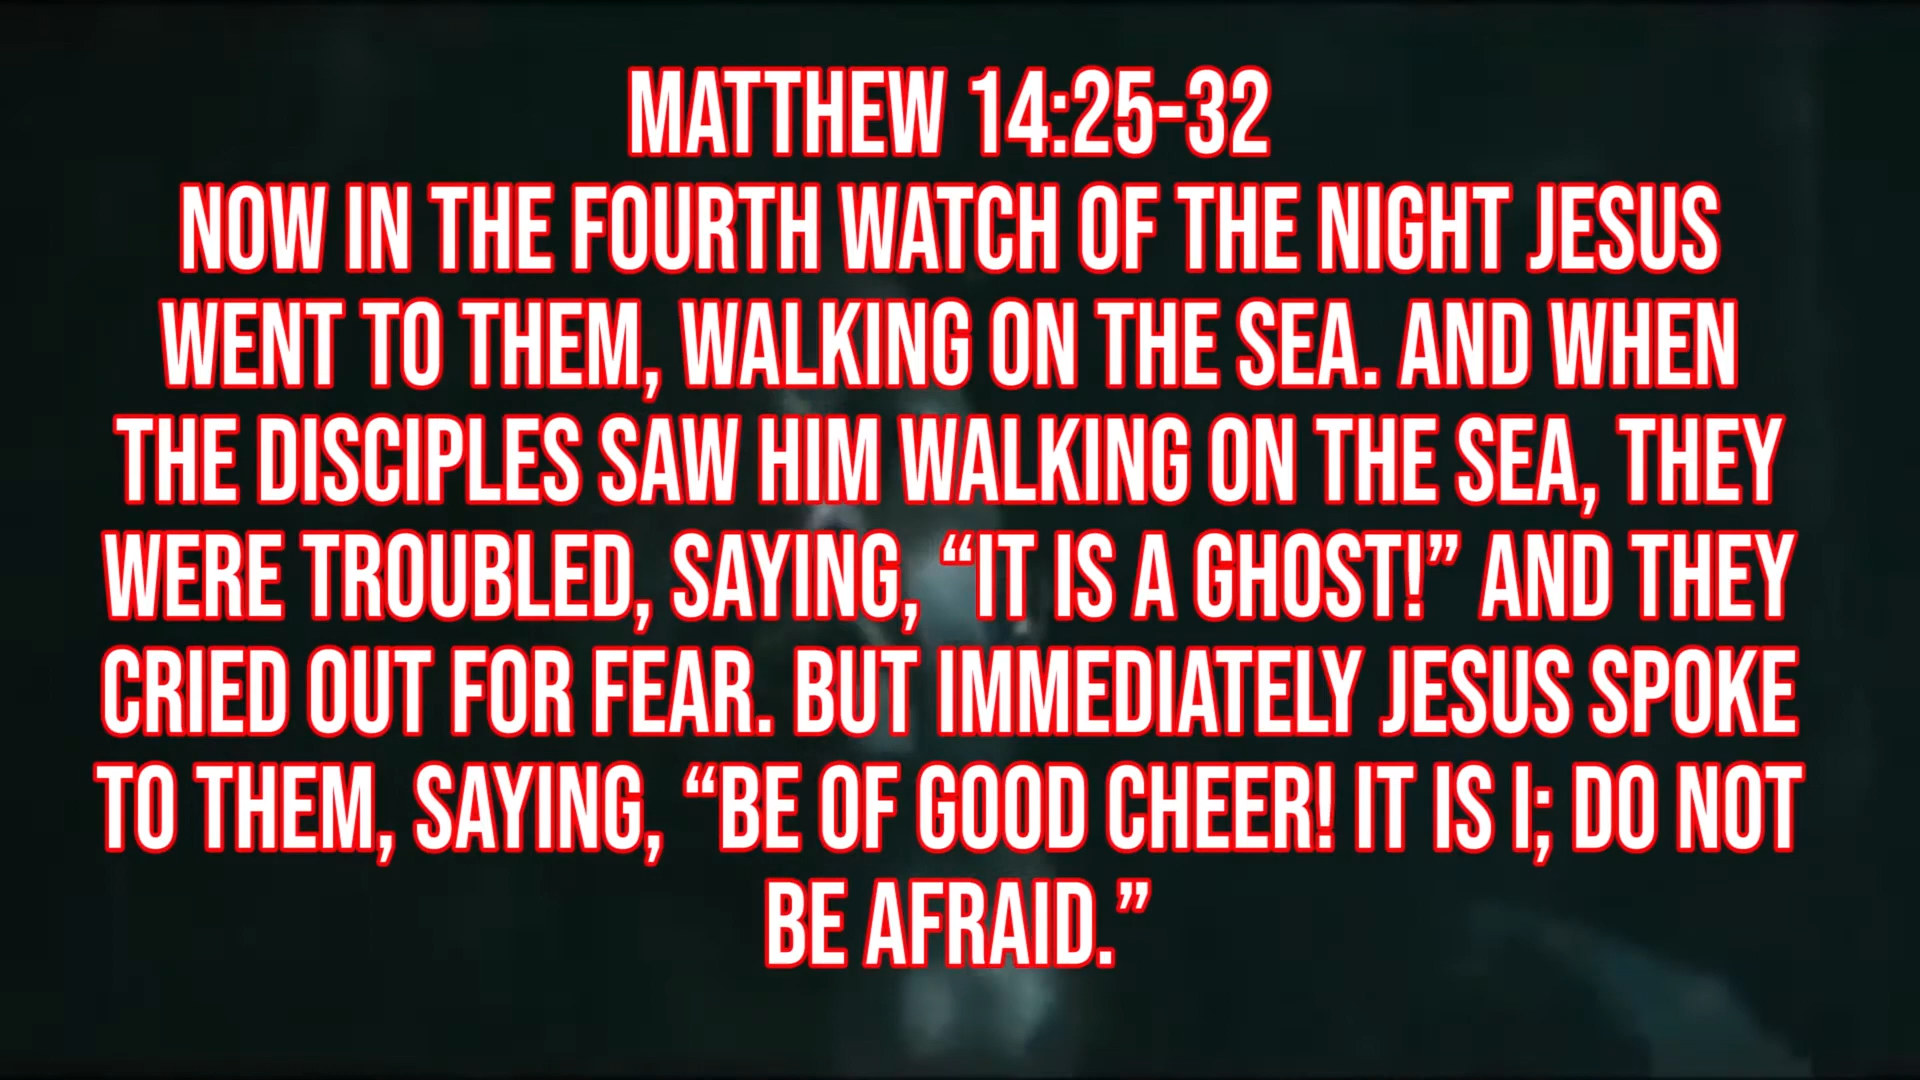 MATTHEW 14:25-32
NOW IN THE FOURTH WATCH OF THE NIGHT JESUS
WENT TO THEM, WALKING ON THE SEA. AND WHEN
THE DISCIPLES SAW HIM WALKING ON THE SEA, THEY
WERE TROUBLED, SAYING, “IT IS A GHOST!” AND THEY
CRIED OUT FOR FEAR. BUT IMMEDIATELY JESUS SPOKE
TO THEM, SAYING, “BE OF GOOD CHEER! IT IS I; DO NOT
BE AFRAID.”